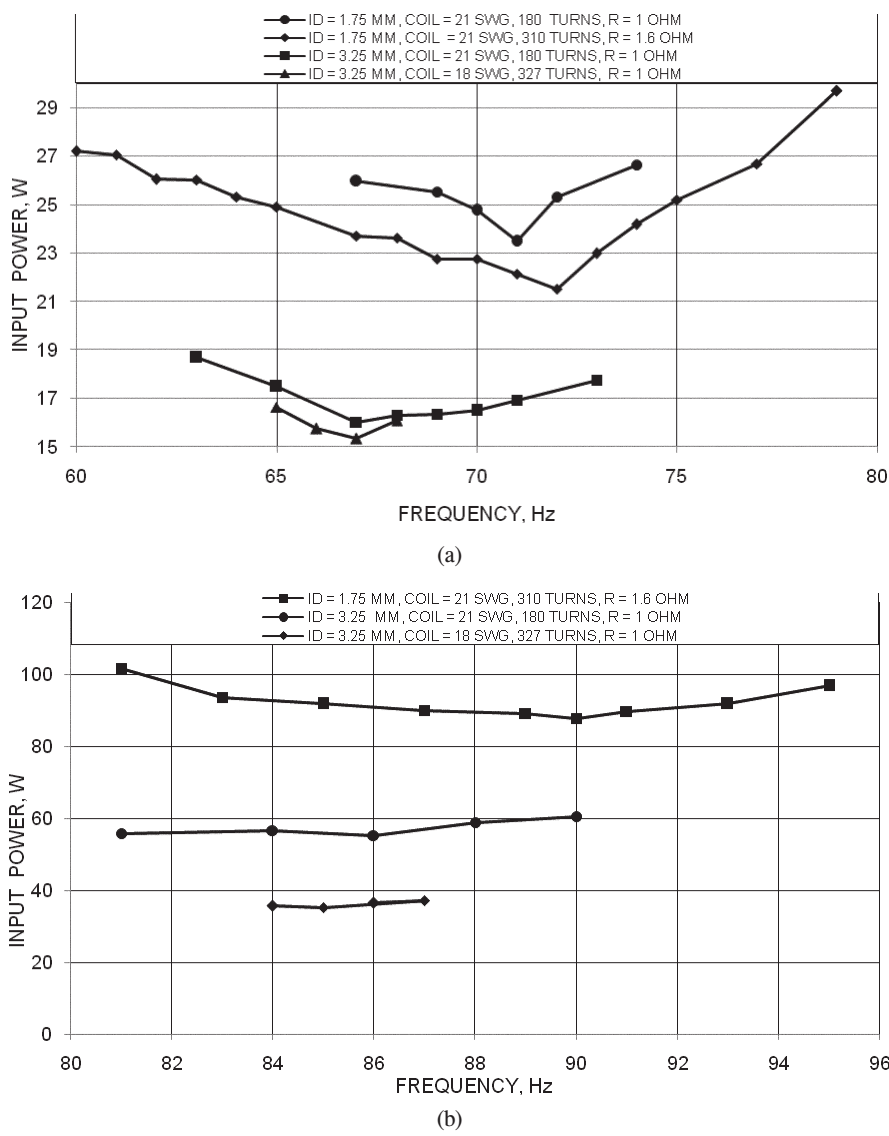 ID = 1.75 MM, COIL = 21 SWG, 180 TURNS, R = 1 OHM
ID = 1.75 MM, COIL = 21 SWG, 310 TURNS, R = 1.6 OHM
ID = 3.25 MM, COIL = 21 SWG, 180 TURNS, R = 1 OHM
ID = 3.25 MM, COIL = 18 SWG, 327 TURNS, R = 1 OHM
29
27
25
23
21
19
17
15
INPUT POWER, W
60 65 70 75 80
FREQUENCY, Hz
(a)
ID = 1.75 MM, COIL = 21 SWG, 310 TURNS, R = 1.6 OHM
ID = 3.25 MM, COIL = 21 SWG, 180 TURNS, R = 1 OHM
ID = 3.25 MM, COIL = 18 SWG, 327 TURNS, R = 1 OHM
120
100
80
60
40
20
0
INPUT POWER, W
80 82 84 86 88 90 92 94 96
FREQUENCY, Hz
(b)